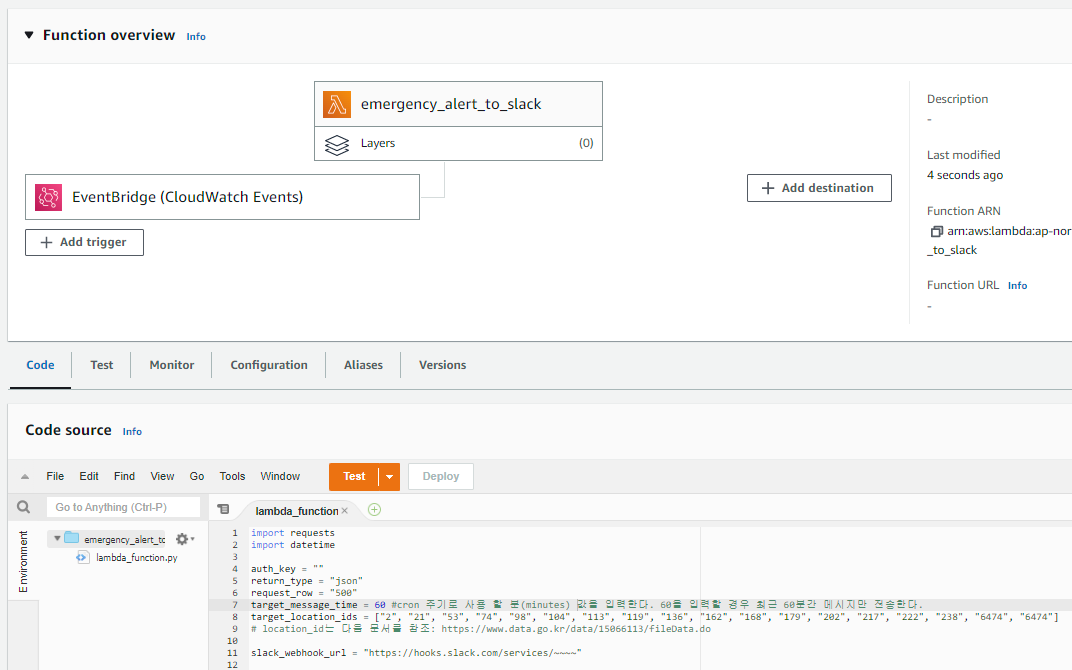 Function overview Info
emergency_alert_to_slack
Layers (0)
EventBridge (CloudWatch Events)
Add trigger
Add destination
Description
-
Last modified
4 seconds ago
Function ARN
arn:aws:lambda:ap-nor
_to_slack
Function URL Info
-
Code Test Monitor Configuration Aliases Versions
Code source Info
File Edit Find View Go Tools Window Test Deploy
Go to Anything (Ctrl-P)
lambda_function
Environment
emergency_alert_to
lambda_function.py
1 import requests
2 import datetime
3
4 auth_key = ""
5 return_type = "json"
6 request_row = "500"
7 target_message_time = 60 #cron 주기로 사용 할 분(minutes) 값을 입력한다. 60을 입력할 경우 최근 60분간 메시지만 전송한다.
8 target_location_ids = ["2", "21", "53", "74", "98", "104", "113", "119", "136", "162", "168", "179", "202", "217", "222", "238", "6474", "6474"]
9 # location_id는 다음 문서를 참조: https://www.data.go.kr/data/15066113/fileData.do
10
11 slack_webhook_url = "https://hooks.slack.com/services/~~~~"
12